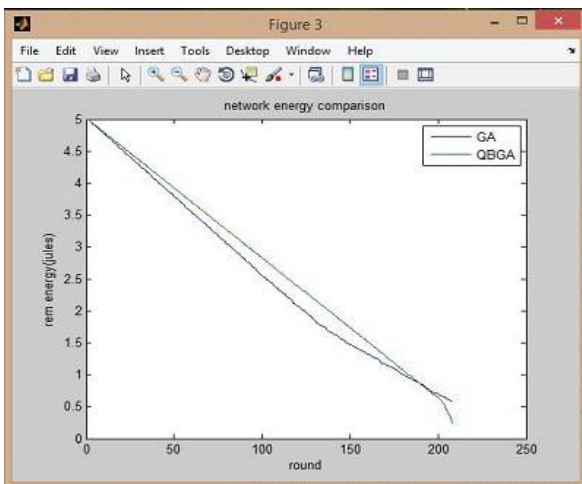 Figure 3
File Edit View Insert Tools Desktop Window Help
network energy comparison
GA
QBGA
5
4.5
4
3.5
3
2.5
2
1.5
1
0.5
0
rem energy(jules)
0 50 100 150 200 250
round